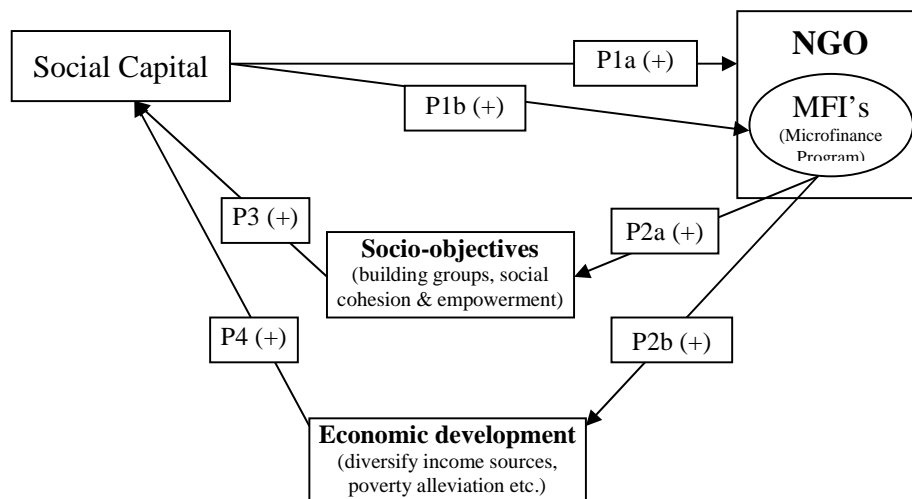 Social Capital
P1a (+)
NGO
P1b (+)
MFI's
(Microfinance
Program)
P3 (+)
P2a (+)
Socio-objectives
(building groups, social
cohesion & empowerment)
P4 (+)
P2b (+)
Economic development
(diversify income sources,
poverty alleviation etc.)